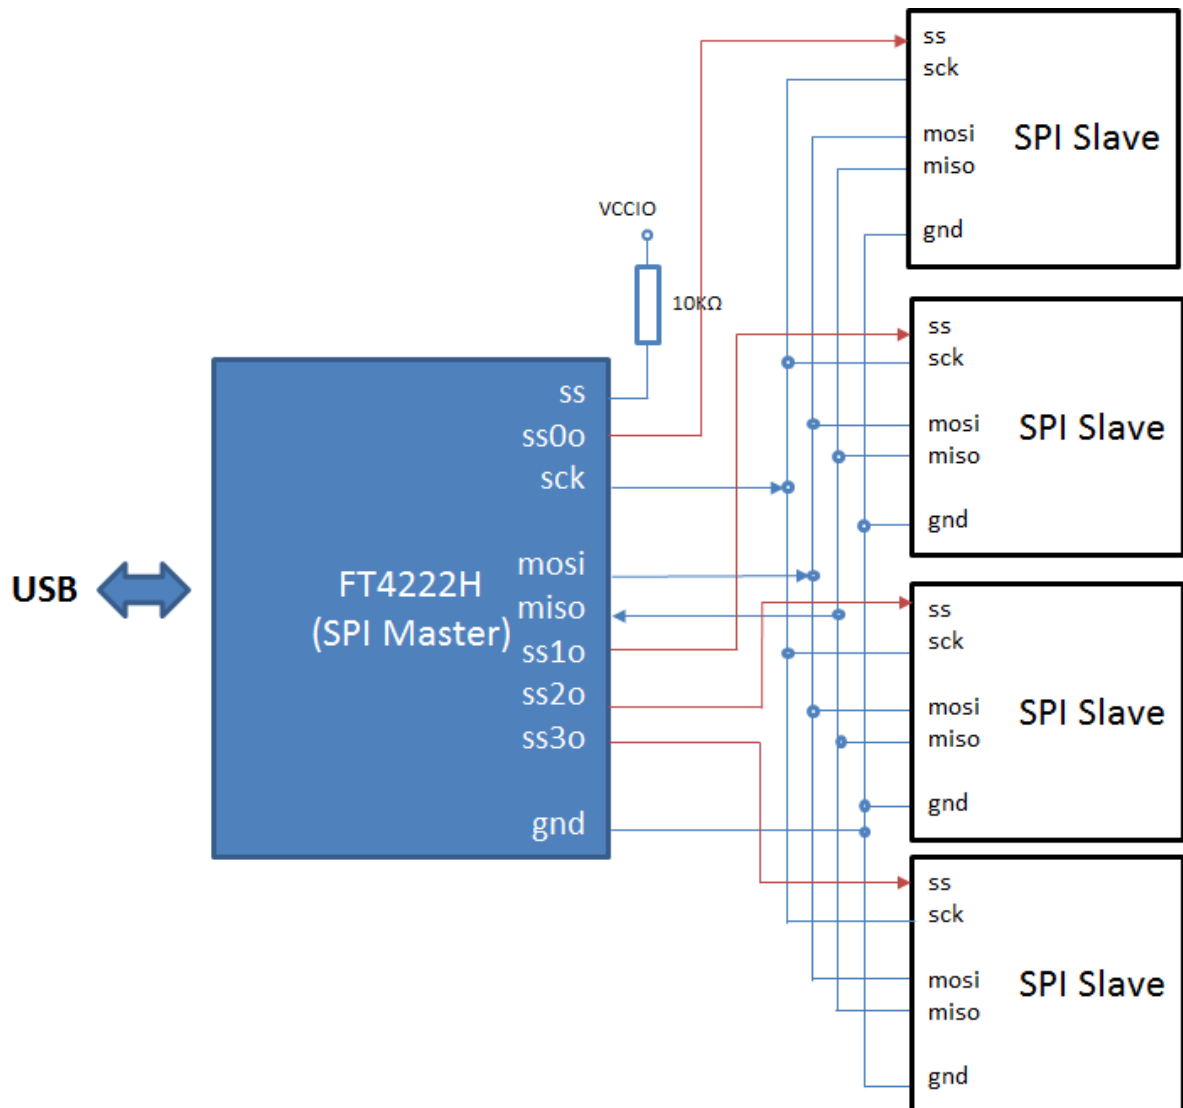 ss
sck
mosi
SPI Slave
miso
gnd
VCCIO
10KΩ
ss
sck
mosi
SPI Slave
miso
gnd
ss
ss0o
sck
mosi
miso
ss1o
ss2o
ss3o
gnd
USB
FT4222H
(SPI Master)
ss
sck
mosi
SPI Slave
miso
gnd
ss
sck
mosi
SPI Slave
miso
gnd